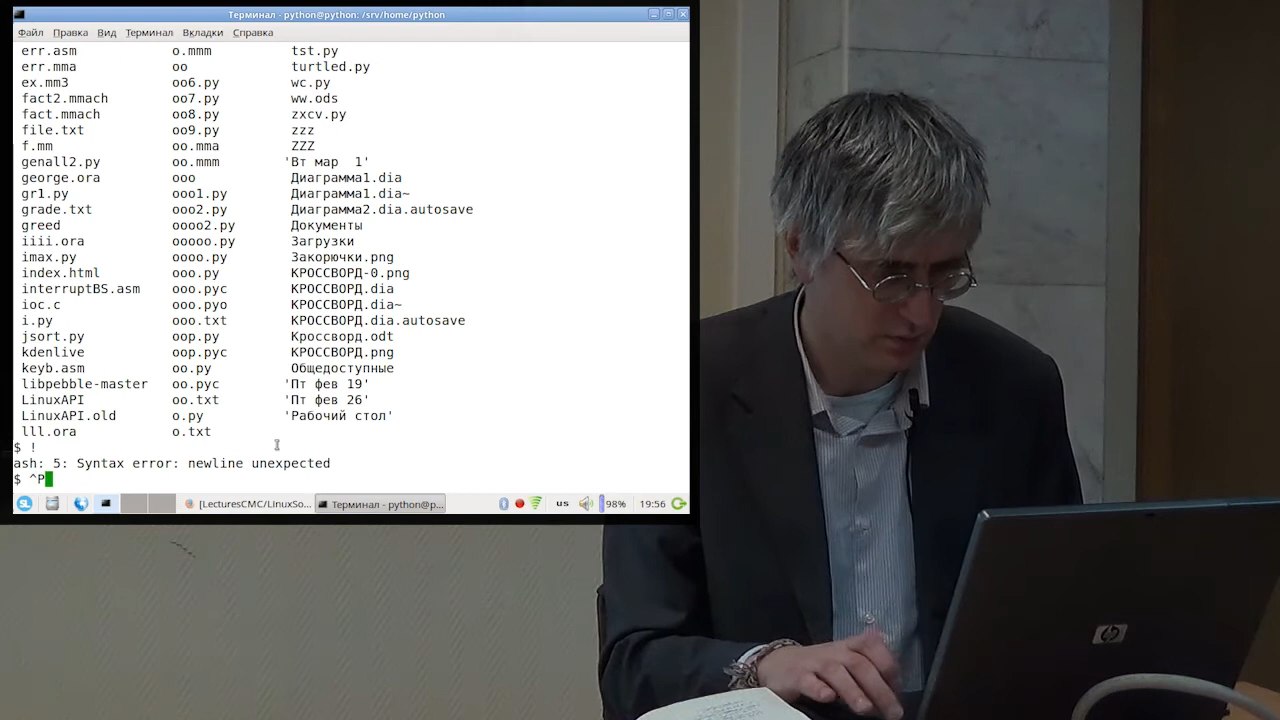 Терминал - python@python: /srv/home/python
Файл Правка Вид Терминал Вкладки Справка
err.asm o.mmm tst.py
err.mma oo turtled.py
ex.mm3 oo6.py wc.py
fact2.mmach oo7.py ww.ods
fact.mmach oo8.py zxcv.py
file.txt oo9.py zzz
f.mm oo.mma ZZZ
genall2.py oo.mmm 'Вт мар  1'
george.ora ooo Диаграмма1.dia
gr1.py ooo1.py Диаграмма1.dia~
grade.txt ooo2.py Диаграмма2.dia.autosave
greed oooo2.py Документы
iiii.ora ooooo.py Загрузки
imax.py oooo.py Закорючки.png
index.html ooo.py КРОССВОРД-0.png
interruptBS.asm ooo.pyc КРОССВОРД.dia
ioc.c ooo.pyo КРОССВОРД.dia~
i.py ooo.txt КРОССВОРД.dia.autosave
jsort.py oop.py Кроссворд.odt
kdenlive oop.pyc КРОССВОРД.png
keyb.asm oo.py Общедоступные
libpebble-master oo.pyc 'Пт фев 19'
LinuxAPI oo.txt 'Пт фев 26'
LinuxAPI.old o.py 'Рабочий стол'
lll.ora o.txt
$ !
ash: 5: Syntax error: newline unexpected
$ ^P
[LecturesCMC/LinuxSo... Терминал - python@p... us 98% 19:56
hp